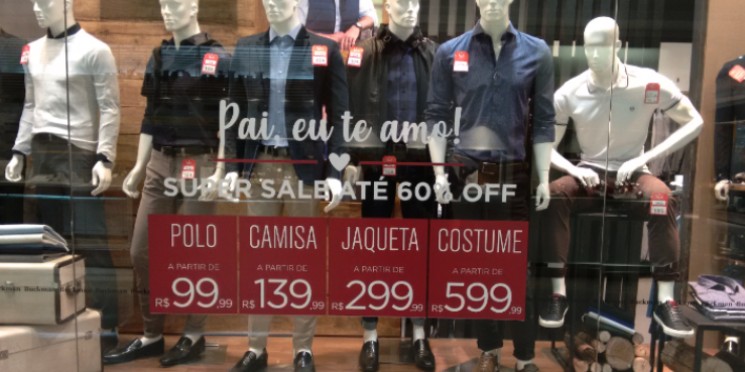 Pai, eu te amo!
SUPER SALE ATÉ 60% OFF
POLO CAMISA JAQUETA COSTUME
A PARTIR DE A PARTIR DE A PARTIR DE A PARTIR DE
R$99,99 R$139,99 R$299,99 R$599,99